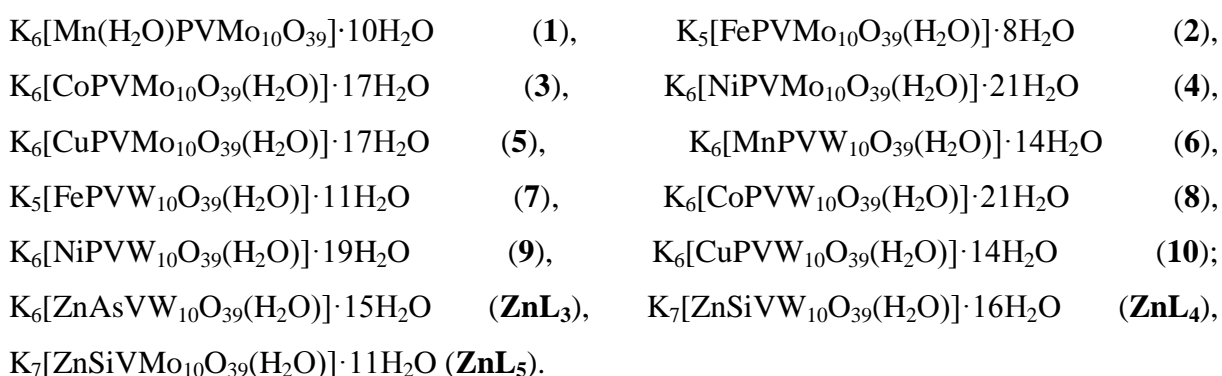 K₆[Mn(H₂O)PVMo₁₀O₃₉]·10H₂O (1), K₅[FePVMo₁₀O₃₉(H₂O)]·8H₂O (2),
K₆[CoPVMo₁₀O₃₉(H₂O)]·17H₂O (3), K₆[NiPVMo₁₀O₃₉(H₂O)]·21H₂O (4),
K₆[CuPVMo₁₀O₃₉(H₂O)]·17H₂O (5), K₆[MnPVW₁₀O₃₉(H₂O)]·14H₂O (6),
K₅[FePVW₁₀O₃₉(H₂O)]·11H₂O (7), K₆[CoPVW₁₀O₃₉(H₂O)]·21H₂O (8),
K₆[NiPVW₁₀O₃₉(H₂O)]·19H₂O (9), K₆[CuPVW₁₀O₃₉(H₂O)]·14H₂O (10);
K₆[ZnAsVW₁₀O₃₉(H₂O)]·15H₂O (ZnL₃), K₇[ZnSiVW₁₀O₃₉(H₂O)]·16H₂O (ZnL₄),
K₇[ZnSiVMo₁₀O₃₉(H₂O)]·11H₂O (ZnL₅).